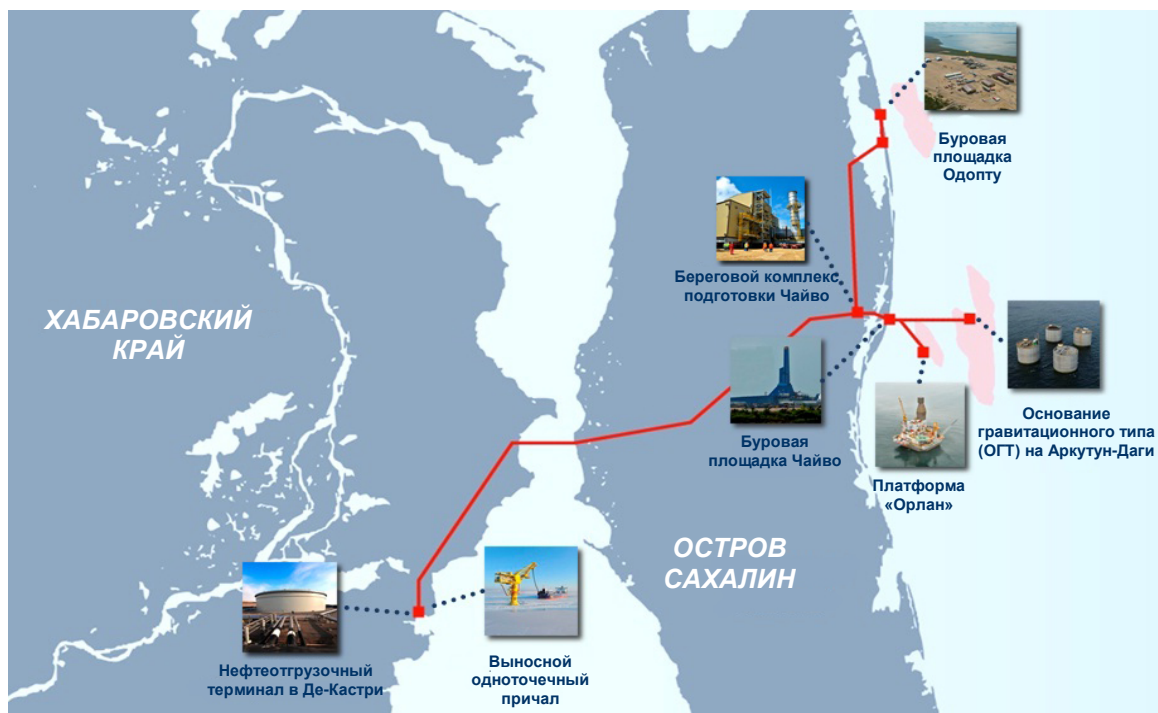 Буровая
площадка
Одопту
Береговой комплекс
подготовки Чайво
ХАБАРОВСКИЙ
КРАЙ
Буровая
площадка Чайво
Основание
гравитационного типа
(ОГТ) на Аркутун-Даги
Платформа
«Орлан»
ОСТРОВ
САХАЛИН
Нефтеотгрузочный
терминал в Де-Кастри
Выносной
одноточечный
причал